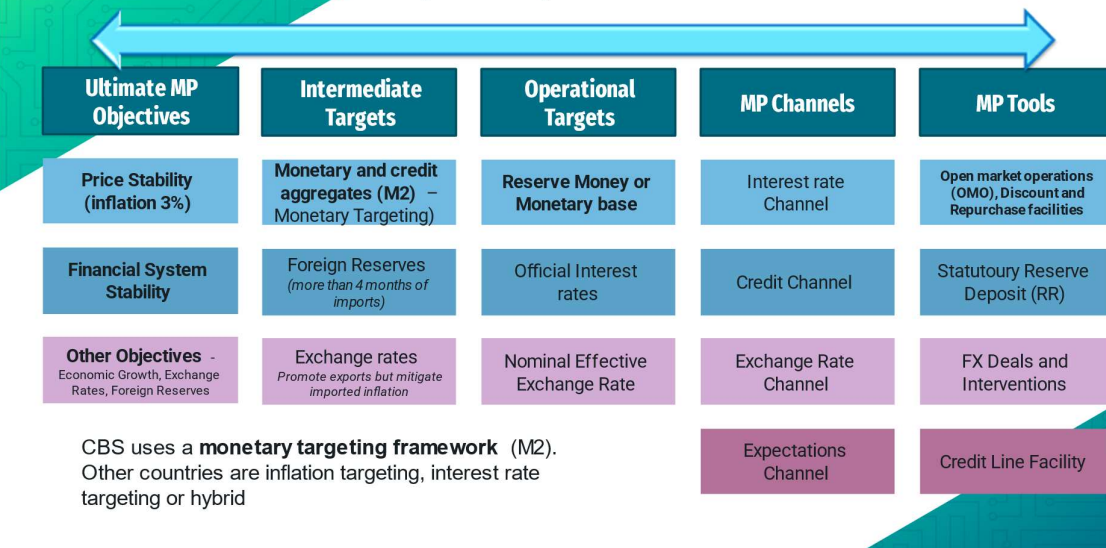 Ultimate MP
Objectives
Intermediate
Targets
Operational
Targets
MP Channels
MP Tools
Price Stability
(inflation 3%)
Monetary and credit
aggregates (M2) –
Monetary Targeting)
Reserve Money or
Monetary base
Interest rate
Channel
Open market operations
(OMO), Discount and
Repurchase facilities
Financial System
Stability
Foreign Reserves
(more than 4 months of
imports)
Official Interest
rates
Credit Channel
Statutoury Reserve
Deposit (RR)
Other Objectives -
Economic Growth, Exchange
Rates, Foreign Reserves
Exchange rates
Promote exports but mitigate
imported inflation
Nominal Effective
Exchange Rate
Exchange Rate
Channel
FX Deals and
Interventions
CBS uses a monetary targeting framework (M2).
Other countries are inflation targeting, interest rate
targeting or hybrid
Expectations
Channel
Credit Line Facility